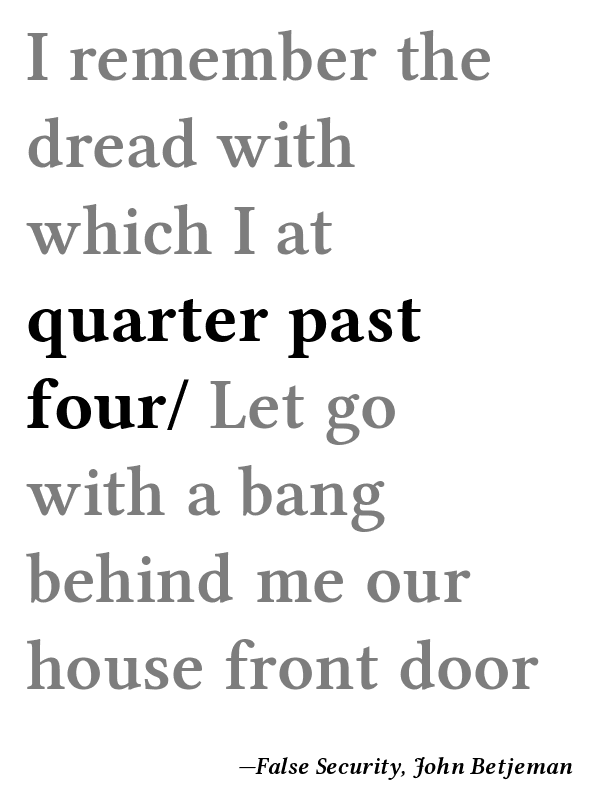 I remember the
dread with
which I at
quarter past
four/ Let go
with a bang
behind me our
house front door
—False Security, John Betjeman